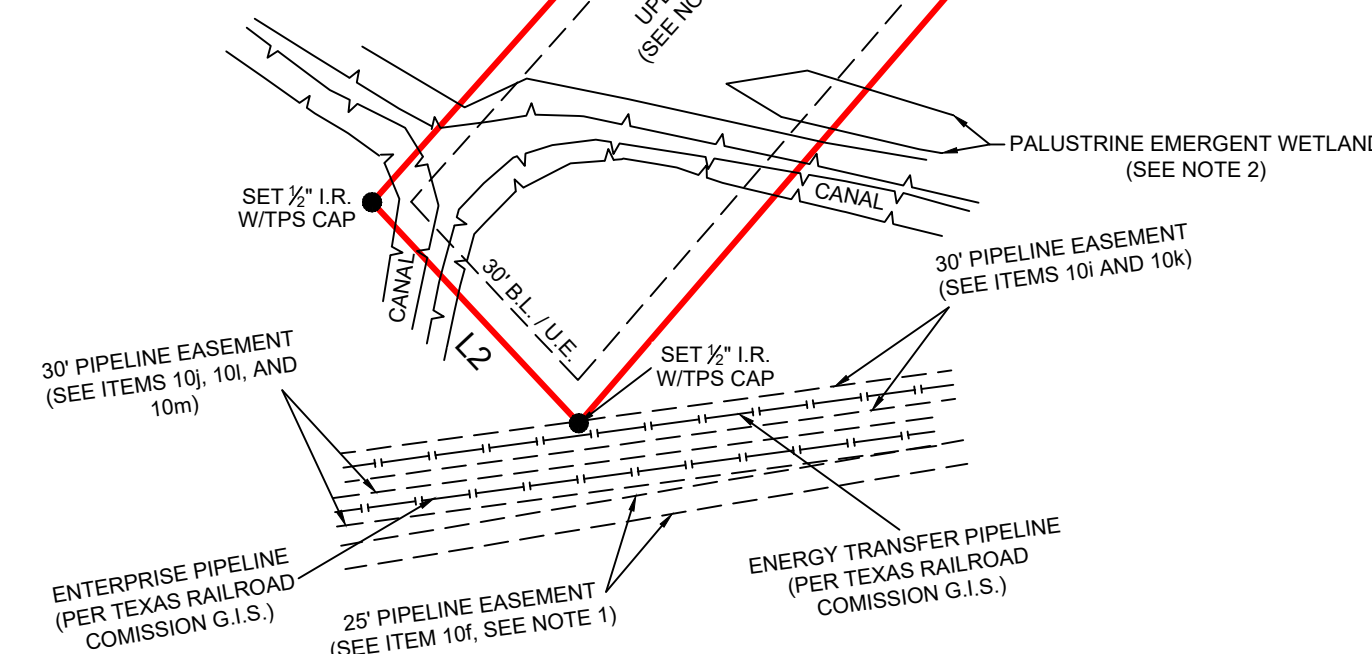 UP
(SEE NO
PALUSTRINE EMERGENT WETLAND
(SEE NOTE 2)
SET ½" I.R.
W/TPS CAP
CANAL
30' PIPELINE EASEMENT
(SEE ITEMS 10i AND 10k)
CANAL
30' B.L. / U.E.
L2
30' PIPELINE EASEMENT
(SEE ITEMS 10j, 10l, AND
10m)
SET ½" I.R.
W/TPS CAP
ENTERPRISE PIPELINE
(PER TEXAS RAILROAD
COMISSION G.I.S.)
25' PIPELINE EASEMENT
(SEE ITEM 10f, SEE NOTE 1)
ENERGY TRANSFER PIPELINE
(PER TEXAS RAILROAD
COMISSION G.I.S.)